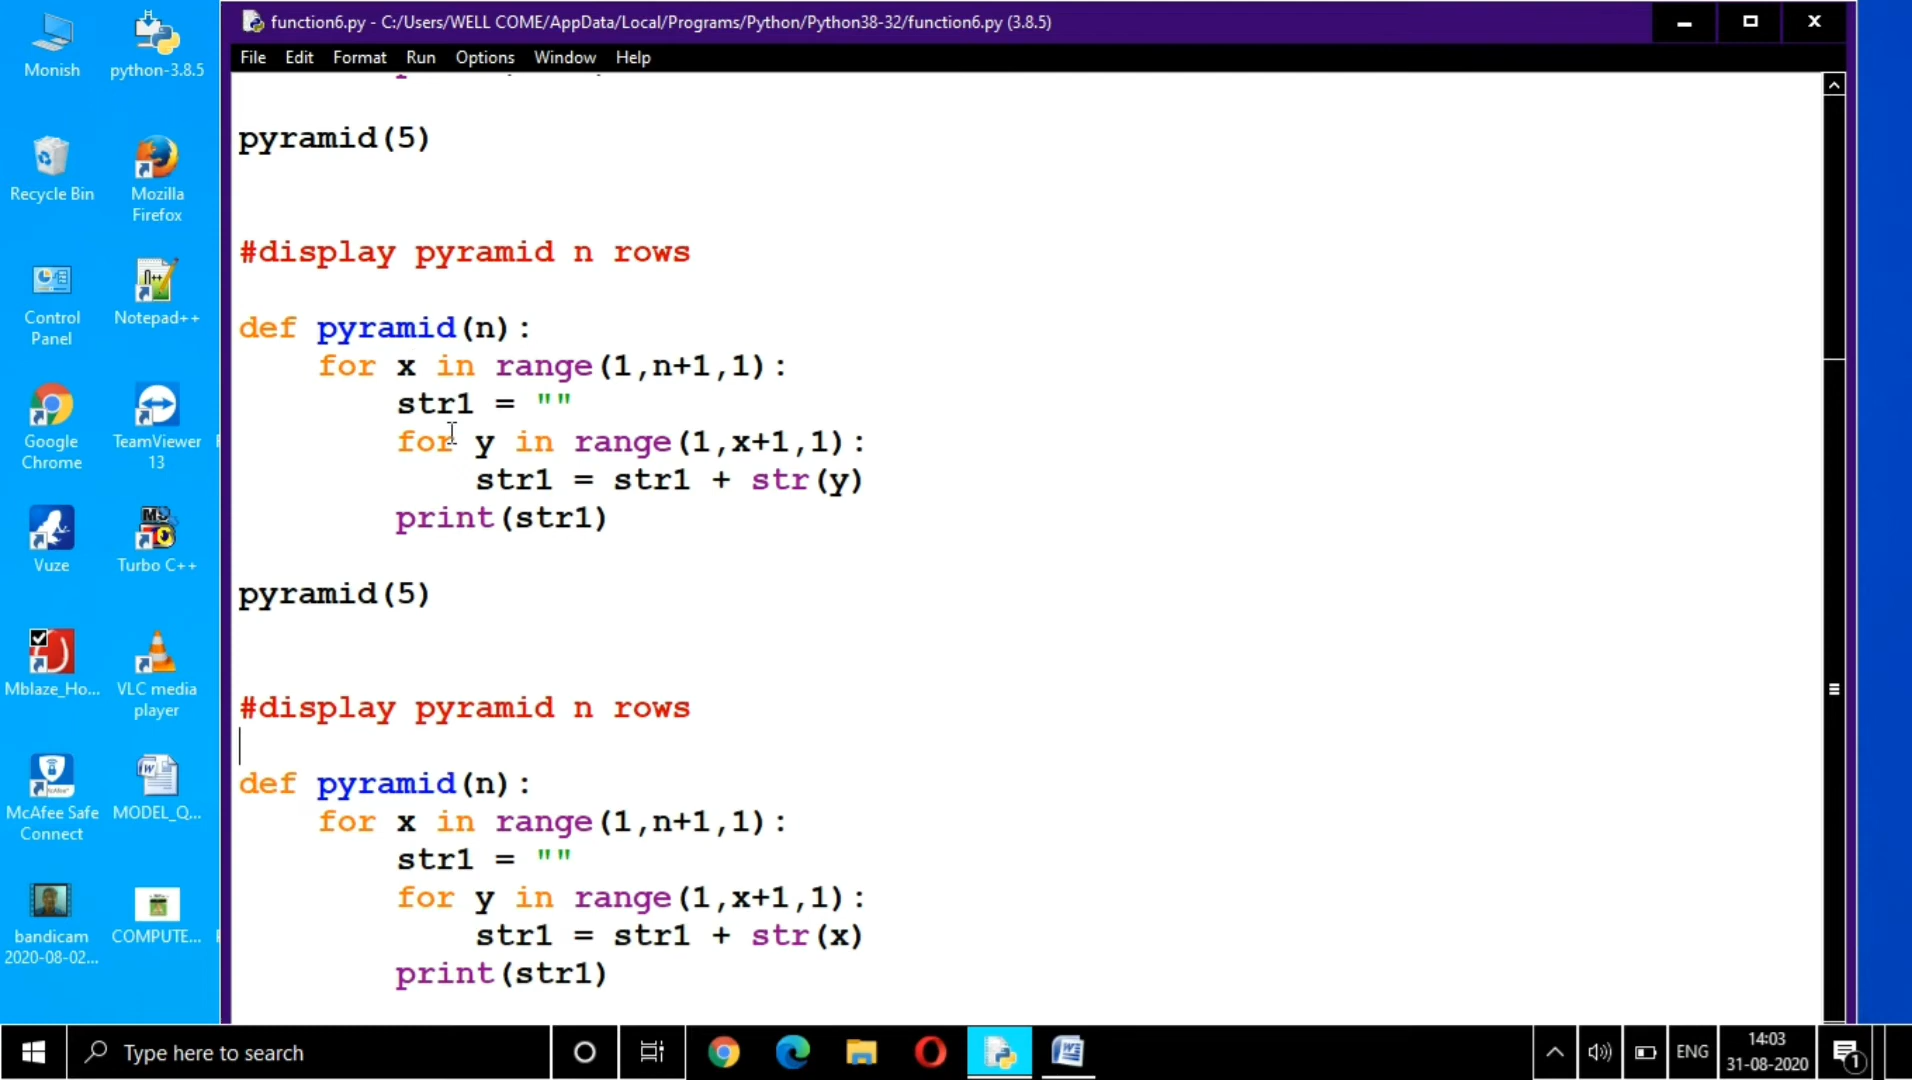 function6.py - C:/Users/WELL COME/AppData/Local/Programs/Python/Python38-32/function6.py (3.8.5)
File Edit Format Run Options Window Help
pyramid(5)
#display pyramid n rows
def pyramid(n):
    for x in range(1,n+1,1):
        str1 = ""
        for y in range(1,x+1,1):
            str1 = str1 + str(y)
        print(str1)
pyramid(5)
#display pyramid n rows
def pyramid(n):
    for x in range(1,n+1,1):
        str1 = ""
        for y in range(1,x+1,1):
            str1 = str1 + str(x)
        print(str1)
Monish
python-3.8.5
Recycle Bin
Mozilla
Firefox
Control
Panel
Notepad++
Google
Chrome
TeamViewer
13
Vuze
Turbo C++
Mblaze_Ho...
VLC media
player
McAfee Safe
Connect
MODEL_Q...
bandicam
2020-08-02...
COMPUTE...
Type here to search
ENG
14:03
31-08-2020
1